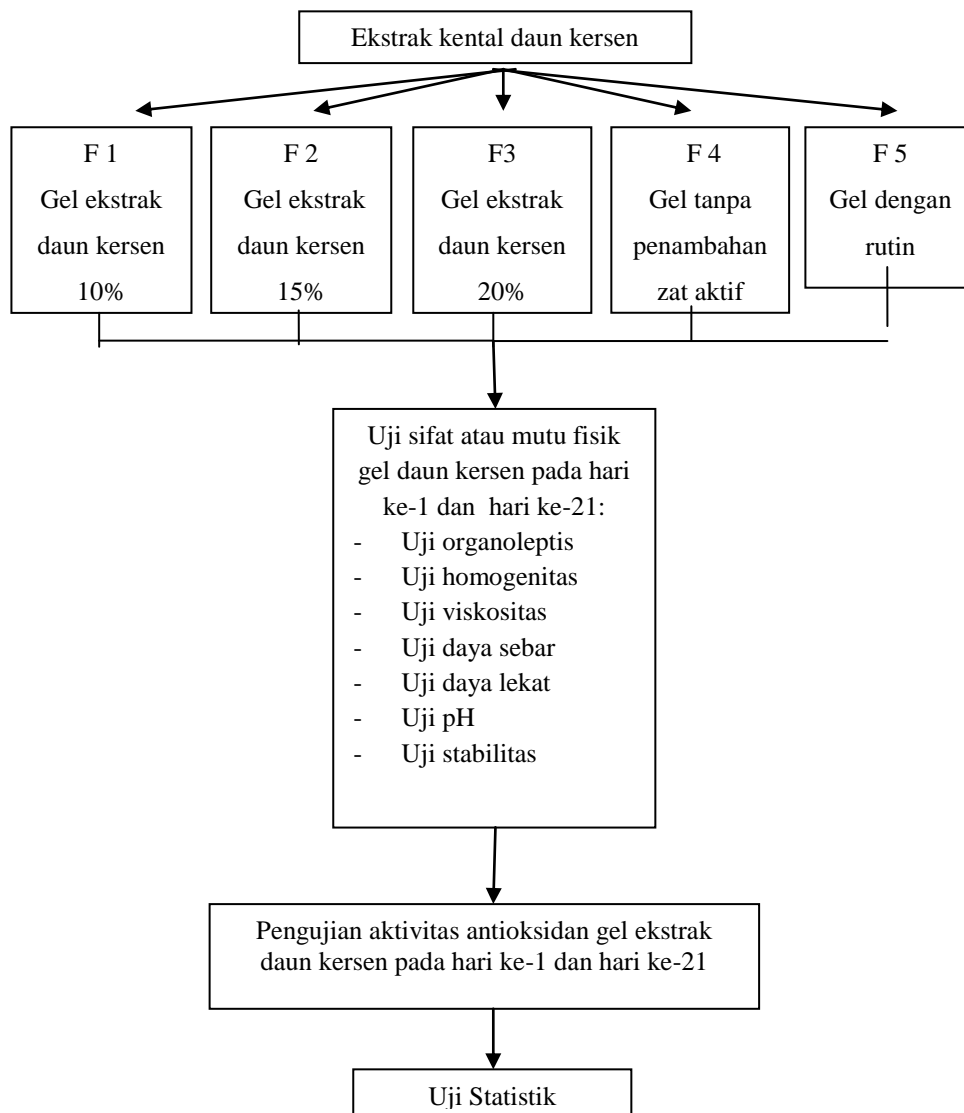 Ekstrak kental daun kersen
F 1
Gel ekstrak
daun kersen
10%
F 2
Gel ekstrak
daun kersen
15%
F3
Gel ekstrak
daun kersen
20%
F 4
Gel tanpa
penambahan
zat aktif
F 5
Gel dengan
rutin
Uji sifat atau mutu fisik
gel daun kersen pada hari
ke-1 dan hari ke-21:
- Uji organoleptis
- Uji homogenitas
- Uji viskositas
- Uji daya sebar
- Uji daya lekat
- Uji pH
- Uji stabilitas
Pengujian aktivitas antioksidan gel ekstrak
daun kersen pada hari ke-1 dan hari ke-21
Uji Statistik